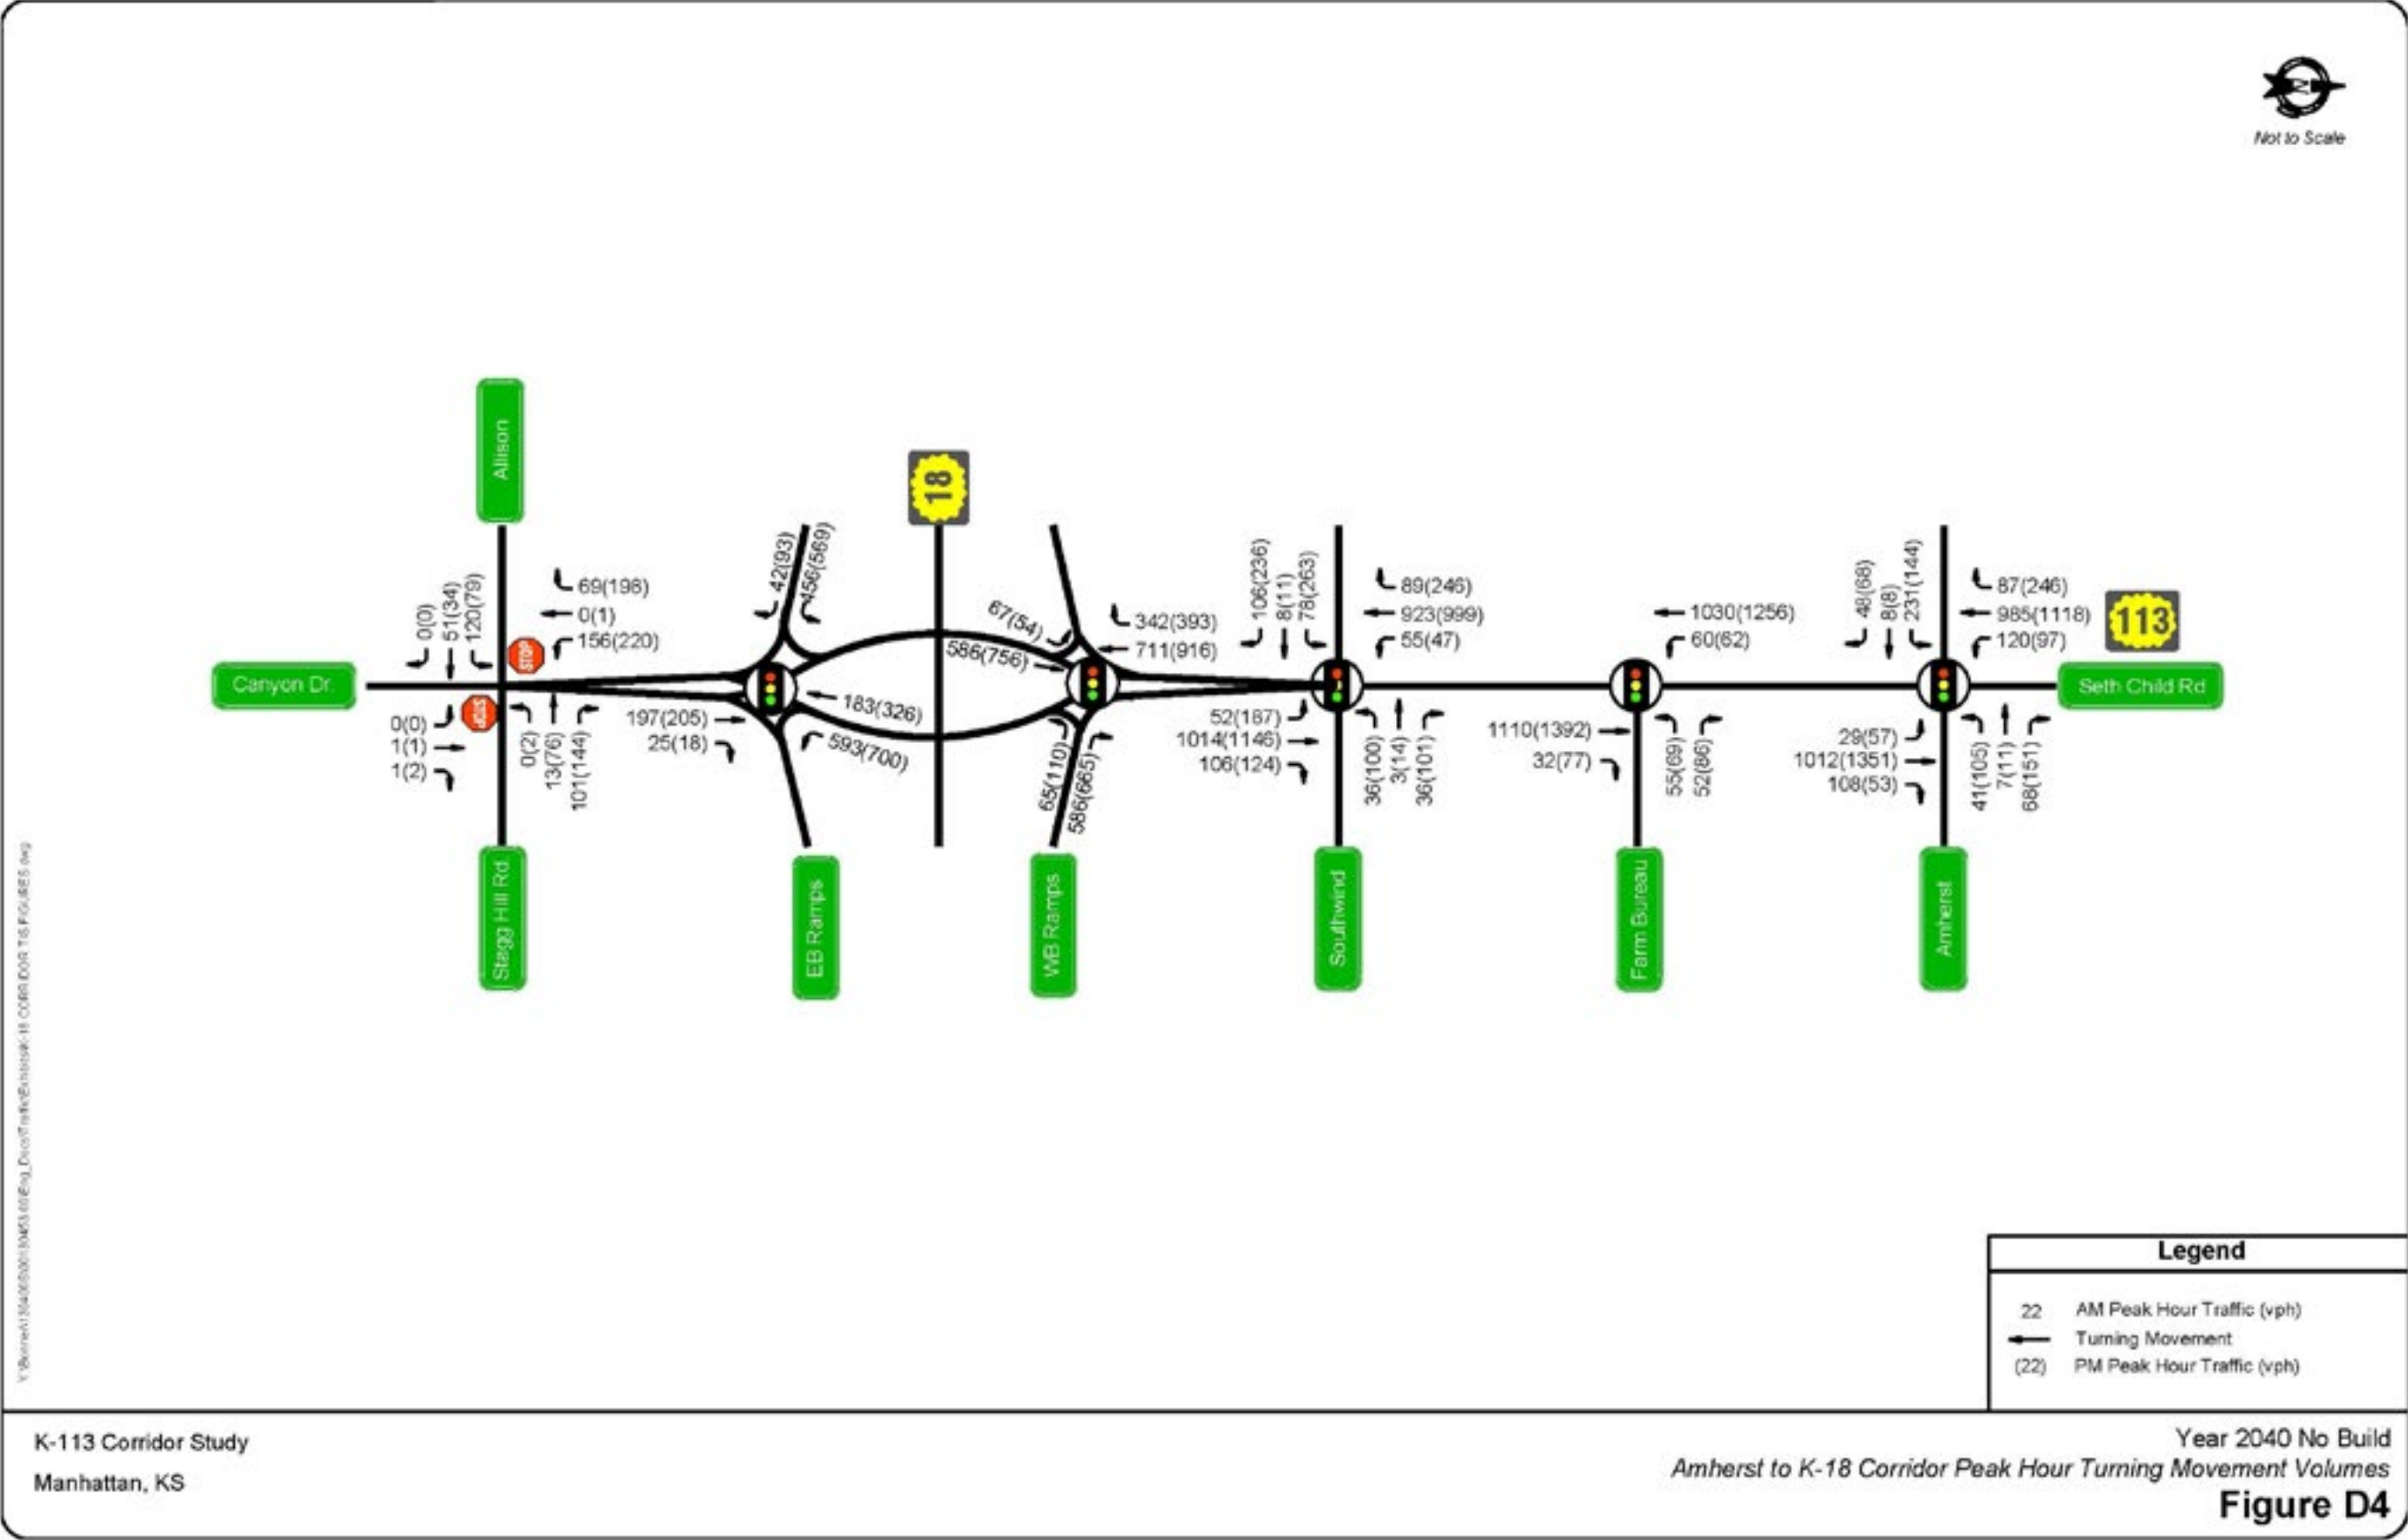 Not to Scale
Allison
18
Canyon Dr.
0(0)
51(34)
120(79)
STOP
69(198)
0(1)
156(220)
STOP
0(0)
1(1)
1(2)
0(2)
13(76)
101(144)
42(93)
456(569)
197(205)
25(18)
183(326)
593(700)
67(54)
586(756)
342(393)
711(916)
65(110)
586(665)
106(236)
8(11)
78(263)
89(246)
923(999)
55(47)
52(187)
1014(1146)
106(124)
36(100)
3(14)
36(101)
1030(1256)
60(62)
1110(1392)
32(77)
55(69)
52(86)
48(68)
8(8)
231(144)
87(246)
985(1118)
120(97)
29(57)
1012(1351)
108(53)
41(105)
7(11)
68(151)
113
Seth Child Rd
Stagg Hill Rd
EB Ramps
WB Ramps
Southwind
Farm Bureau
Amherst
Legend
22 AM Peak Hour Traffic (vph)
Turning Movement
(22) PM Peak Hour Traffic (vph)
K-113 Corridor Study
Manhattan, KS
Year 2040 No Build
Amherst to K-18 Corridor Peak Hour Turning Movement Volumes
Figure D4